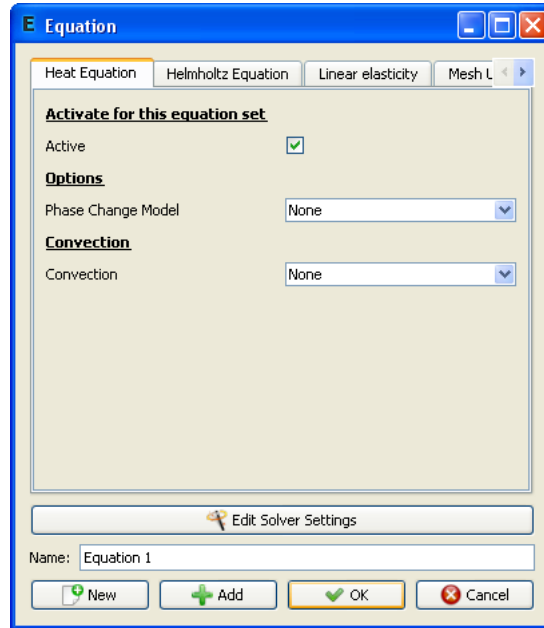 E Equation
Heat Equation Helmholtz Equation Linear elasticity Mesh U
Activate for this equation set
Active
Options
Phase Change Model None
Convection
Convection None
Edit Solver Settings
Name: Equation 1
New Add OK Cancel